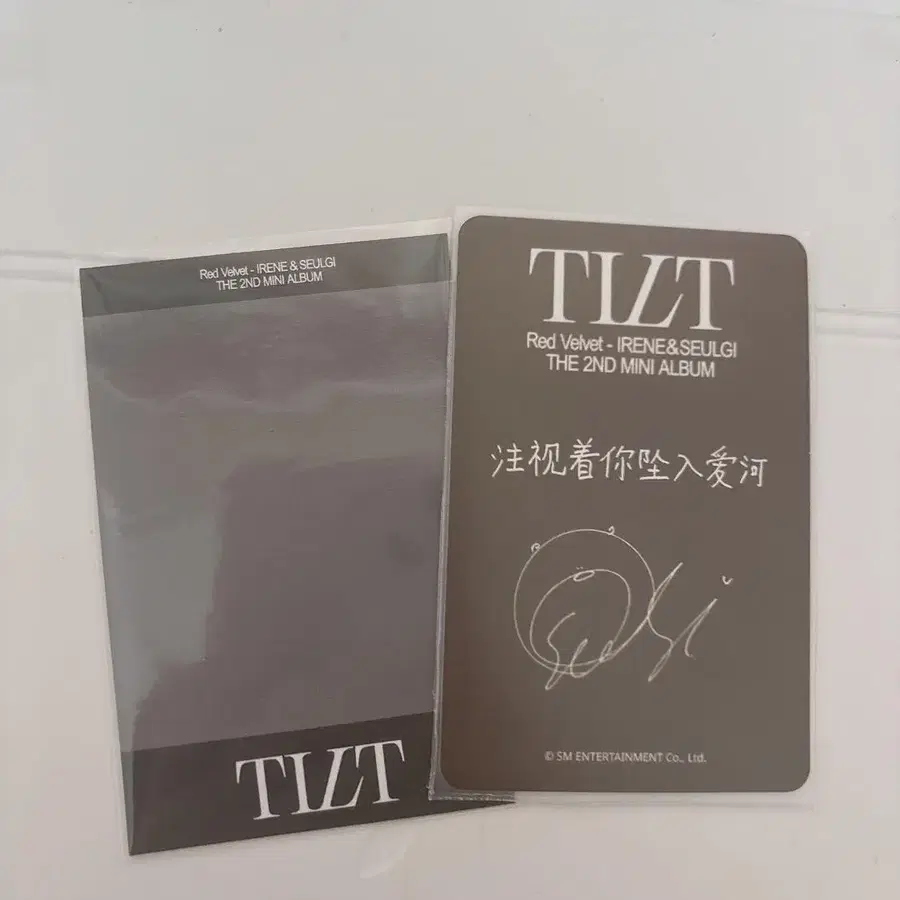 Red Velvet - IRENE & SEULGI
THE 2ND MINI ALBUM
TILT
TILT
Red Velvet - IRENE&SEULGI
THE 2ND MINI ALBUM
注视着你坠入爱河
Seulgi
© SM ENTERTAINMENT Co., Ltd.